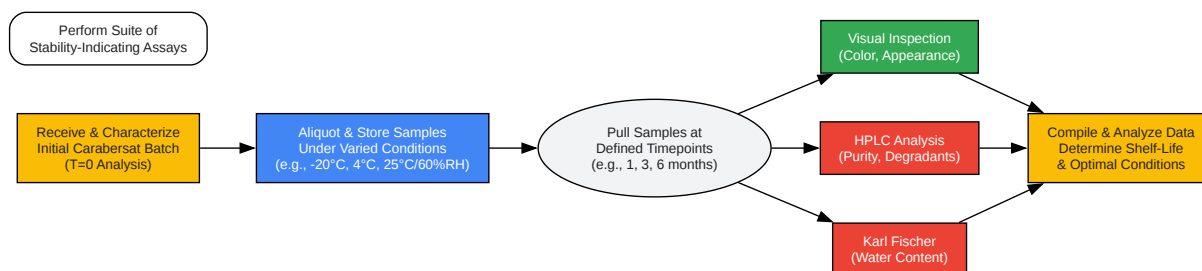 Perform Suite of
Stability-Indicating Assays
Receive & Characterize
Initial Carabersat Batch
(T=0 Analysis)
Aliquot & Store Samples
Under Varied Conditions
(e.g., -20°C, 4°C, 25°C/60%RH)
Pull Samples at
Defined Timepoints
(e.g., 1, 3, 6 months)
Visual Inspection
(Color, Appearance)
HPLC Analysis
(Purity, Degradants)
Karl Fischer
(Water Content)
Compile & Analyze Data
Determine Shelf-Life
& Optimal Conditions